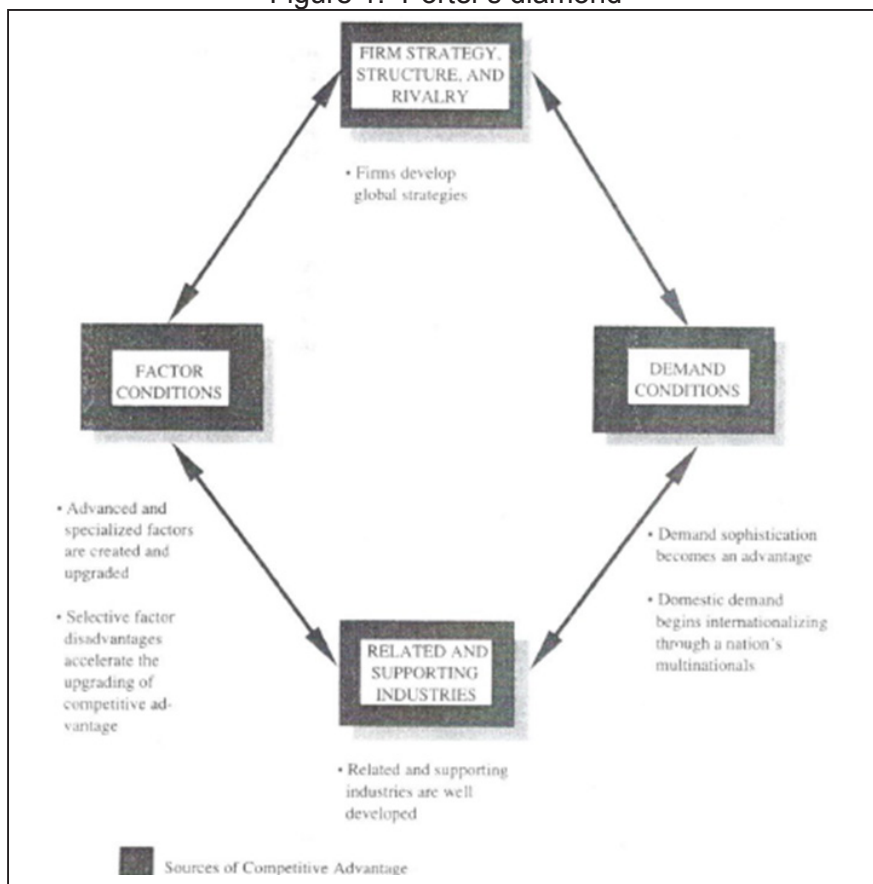 Figure 1. Porter's diamond
FIRM STRATEGY,
STRUCTURE, AND
RIVALRY
• Firms develop
global strategies
FACTOR
CONDITIONS
DEMAND
CONDITIONS
• Advanced and
specialized factors
are created and
upgraded
• Selective factor
disadvantages
accelerate the
upgrading of
competitive ad-
vantage
• Demand sophistication
becomes an advantage
• Domestic demand
begins internationalizing
through a nation's
multinationals
RELATED AND
SUPPORTING
INDUSTRIES
• Related and supporting
industries are well
developed
Sources of Competitive Advantage